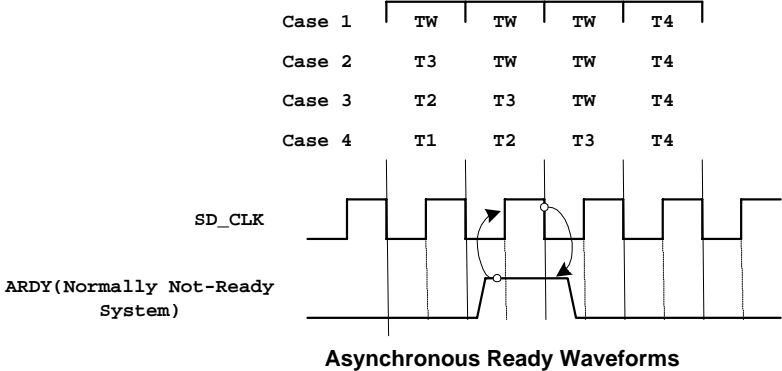 Case 1 TW TW TW T4
Case 2 T3 TW TW T4
Case 3 T2 T3 TW T4
Case 4 T1 T2 T3 T4
SD_CLK
ARDY(Normally Not-Ready
System)
Asynchronous Ready Waveforms